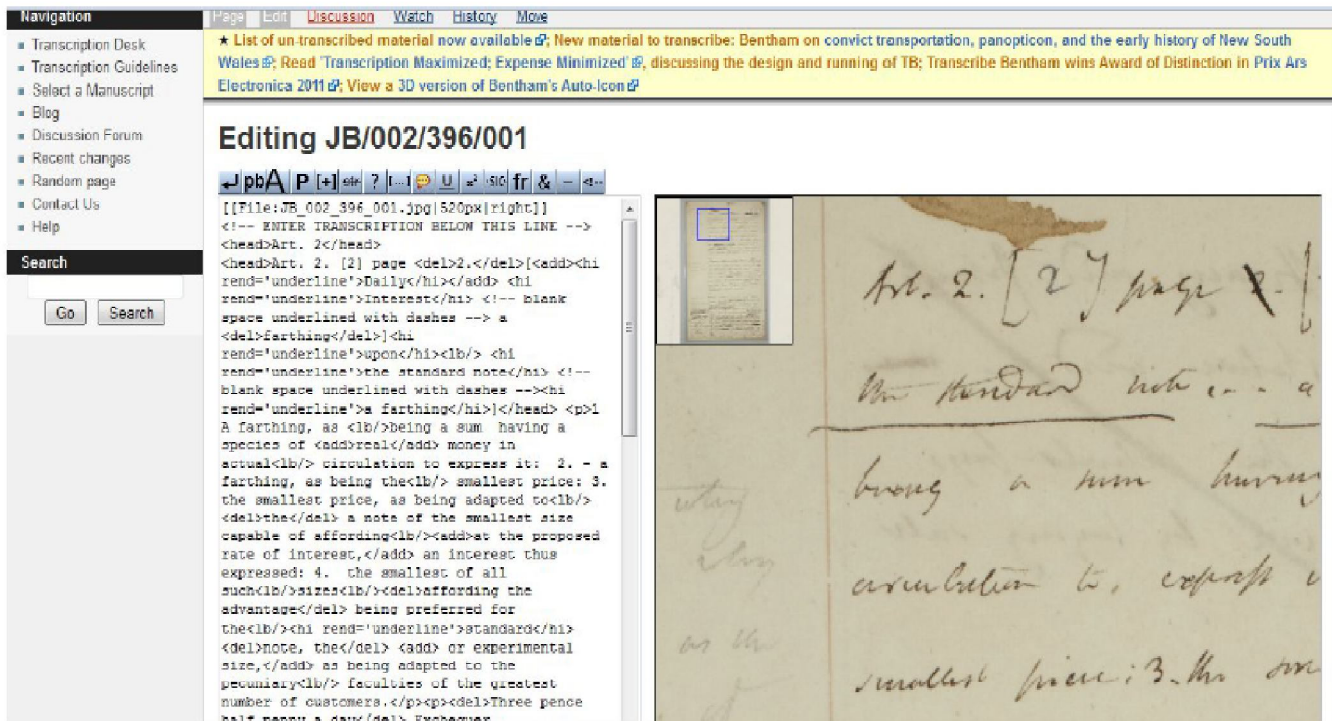 Navigation
Transcription Desk
Transcription Guidelines
Select a Manuscript
Blog
Discussion Forum
Recent changes
Random page
Contact Us
Help
Search
Go Search
Page Edit Discussion Watch History Move
★ List of un-transcribed material now available; New material to transcribe: Bentham on convict transportation, panopticon, and the early history of New South
Wales; Read 'Transcription Maximized; Expense Minimized', discussing the design and running of TB; Transcribe Bentham wins Award of Distinction in Prix Ars
Electronica 2011; View a 3D version of Bentham's Auto-Icon
Editing JB/002/396/001
pb A P [+] str ? [...] U x² SIC fr & – <!--
[[File:JB_002_396_001.jpg|520px|right]]
<!-- ENTER TRANSCRIPTION BELOW THIS LINE -->
<head>Art. 2</head>
<head>Art. 2. [2] page <del>2.</del>[<add><hi
rend='underline'>Daily</hi></add> <hi
rend='underline'>Interest</hi> <!-- blank
space underlined with dashes --> a
<del>farthing</del>]<hi
rend='underline'>upon</hi><lb/> <hi
rend='underline'>the standard note</hi> <!--
blank space underlined with dashes --><hi
rend='underline'>a farthing</hi>]</head> <p>1
A farthing, as <lb/>being a sum having a
species of <add>real</add> money in
actual<lb/> circulation to express it: 2. - a
farthing, as being the<lb/> smallest price: 3.
the smallest price, as being adapted to<lb/>
<del>the</del> a note of the smallest size
capable of affording<lb/><add>at the proposed
rate of interest,</add> an interest thus
expressed: 4. the smallest of all
such<lb/>sizes<lb/><del>affording the
advantage</del> being preferred for
the<lb/><hi rend='underline'>standard</hi>
<del>note, the</del> <add> or experimental
size,</add> as being adapted to the
pecuniary<lb/> faculties of the greatest
number of customers.</p><p><del>Three pence
half penny a day</del> Exchequer
Art. 2. [2] page 2. [
the standard note - - - a
being a sum having
circulation to express
smallest price: 3. the